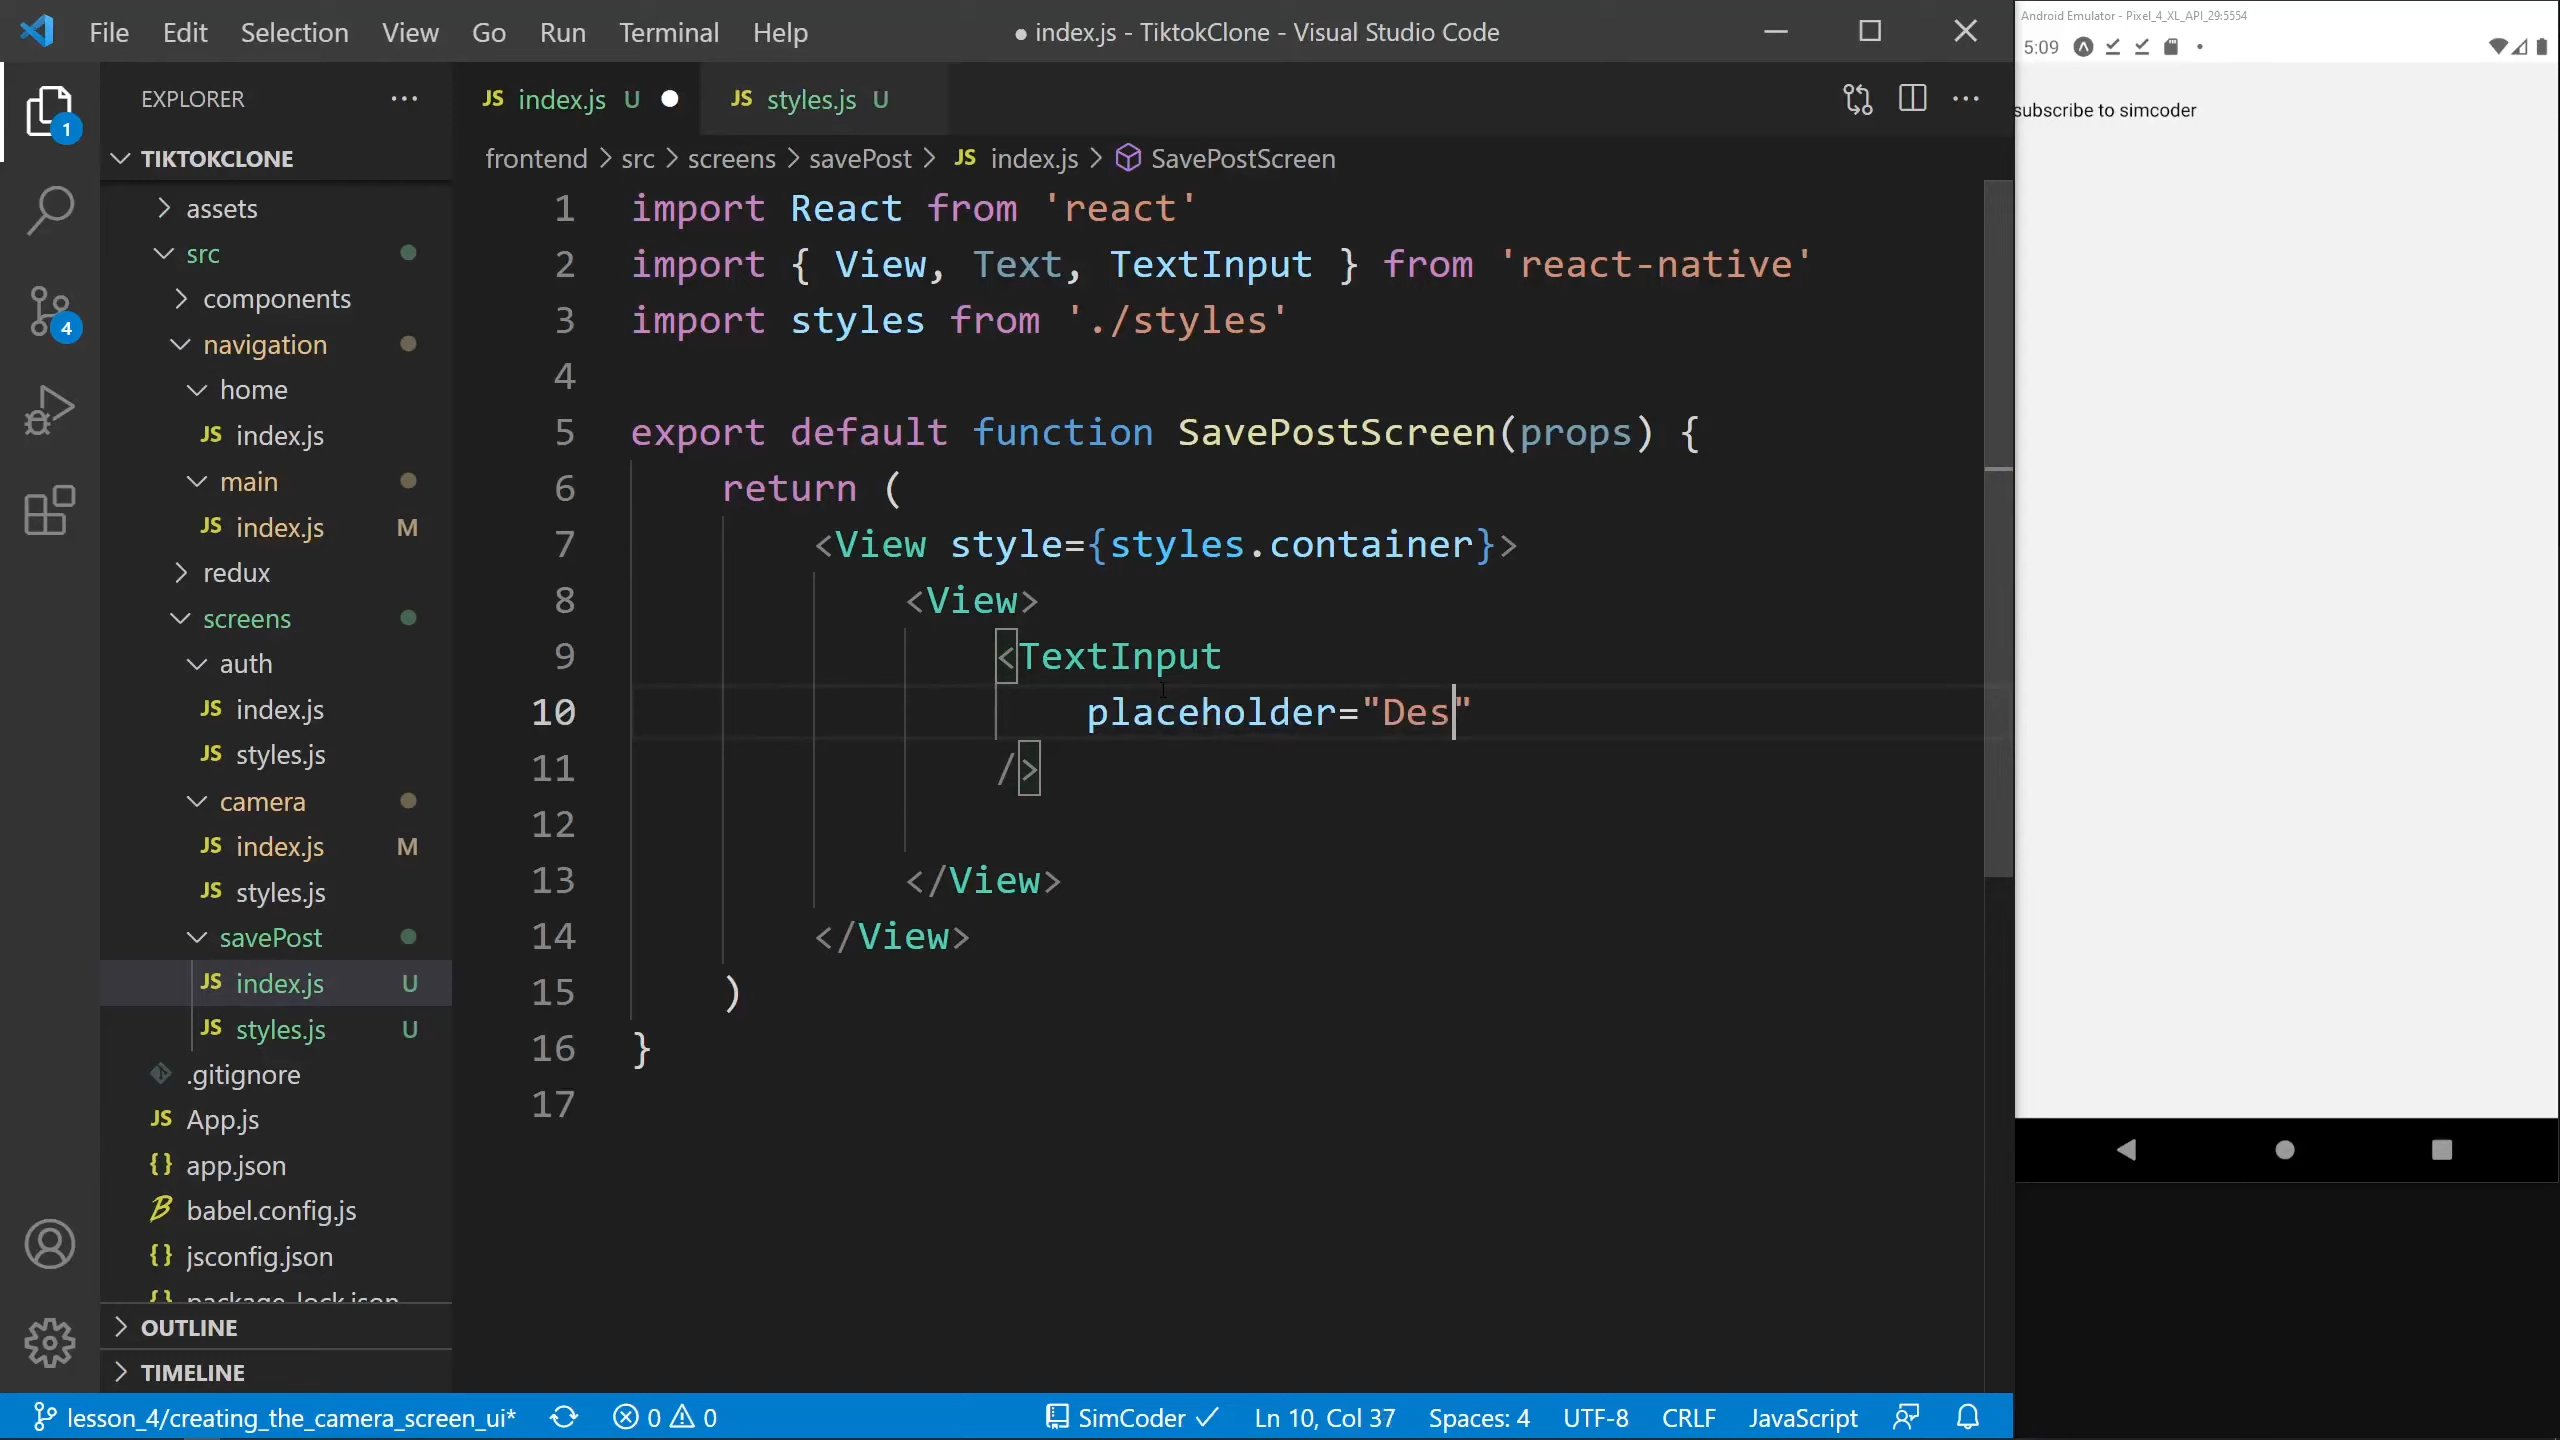 File Edit Selection View Go Run Terminal Help ● index.js - TiktokClone - Visual Studio Code
Android Emulator - Pixel_4_XL_API_29:5554
5:09
subscribe to simcoder
EXPLORER ...
1
4
TIKTOKCLONE
assets
src
components
navigation
home
JS index.js
main
JS index.js M
redux
screens
auth
JS index.js
JS styles.js
camera
JS index.js M
JS styles.js
savePost
JS index.js U
JS styles.js U
.gitignore
JS App.js
{} app.json
babel.config.js
{} jsconfig.json
{} package-lock.json
OUTLINE
TIMELINE
JS index.js U ● JS styles.js U
frontend > src > screens > savePost > JS index.js > SavePostScreen
1 import React from 'react'
2 import { View, Text, TextInput } from 'react-native'
3 import styles from './styles'
4
5 export default function SavePostScreen(props) {
6 return (
7 <View style={styles.container}>
8 <View>
9 <TextInput
10 placeholder="Des"
11 />
12
13 </View>
14 </View>
15 )
16 }
17
lesson_4/creating_the_camera_screen_ui* 0 0 SimCoder ✓ Ln 10, Col 37 Spaces: 4 UTF-8 CRLF JavaScript